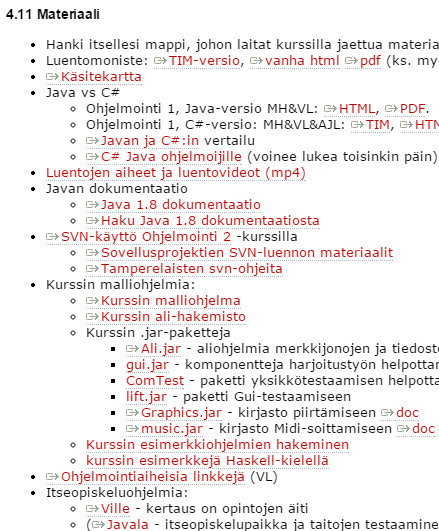 4.11 Materiaali
Hanki itsellesi mappi, johon laitat kurssilla jaettua materia
Luentomoniste: TIM-versio, vanha html pdf (ks. my
Käsitekartta
Java vs C#
Ohjelmointi 1, Java-versio MH&VL: HTML, PDF.
Ohjelmointi 1, C#-versio: MH&VL&AJL: TIM, HTM
Javan ja C#:in vertailu
C# Java ohjelmoijille (voinee lukea toisinkin päin)
Luentojen aiheet ja luentovideot (mp4)
Javan dokumentaatio
Java 1.8 dokumentaatio
Haku Java 1.8 dokumentaatiosta
SVN-käyttö Ohjelmointi 2 -kurssilla
Sovellusprojektien SVN-luennon materiaalit
Tamperelaisten svn-ohjeita
Kurssin malliohjelmia:
Kurssin malliohjelma
Kurssin ali-hakemisto
Kurssin .jar-paketteja
Ali.jar - aliohjelmia merkkijonojen ja tiedosto
gui.jar - komponentteja harjoitustyön helpottam
ComTest - paketti yksikkötestaamisen helpotta
lift.jar - paketti Gui-testaamiseen
Graphics.jar - kirjasto piirtämiseen doc
music.jar - kirjasto Midi-soittamiseen doc
Kurssin esimerkkiohjelmien hakeminen
kurssin esimerkkejä Haskell-kielellä
Ohjelmointiaiheisia linkkejä (VL)
Itseopiskeluohjelmia:
Ville - kertaus on opintojen äiti
(Javala - itseopiskelupaikka ja taitojen testaamine